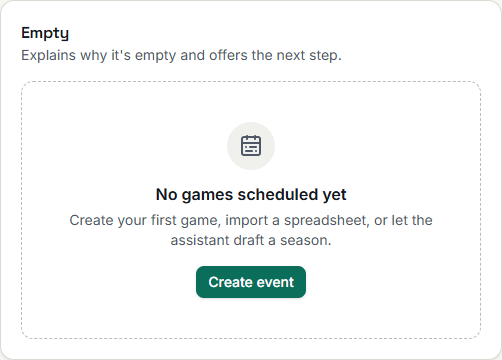 Empty
Explains why it's empty and offers the next step.
No games scheduled yet
Create your first game, import a spreadsheet, or let the
assistant draft a season.
Create event